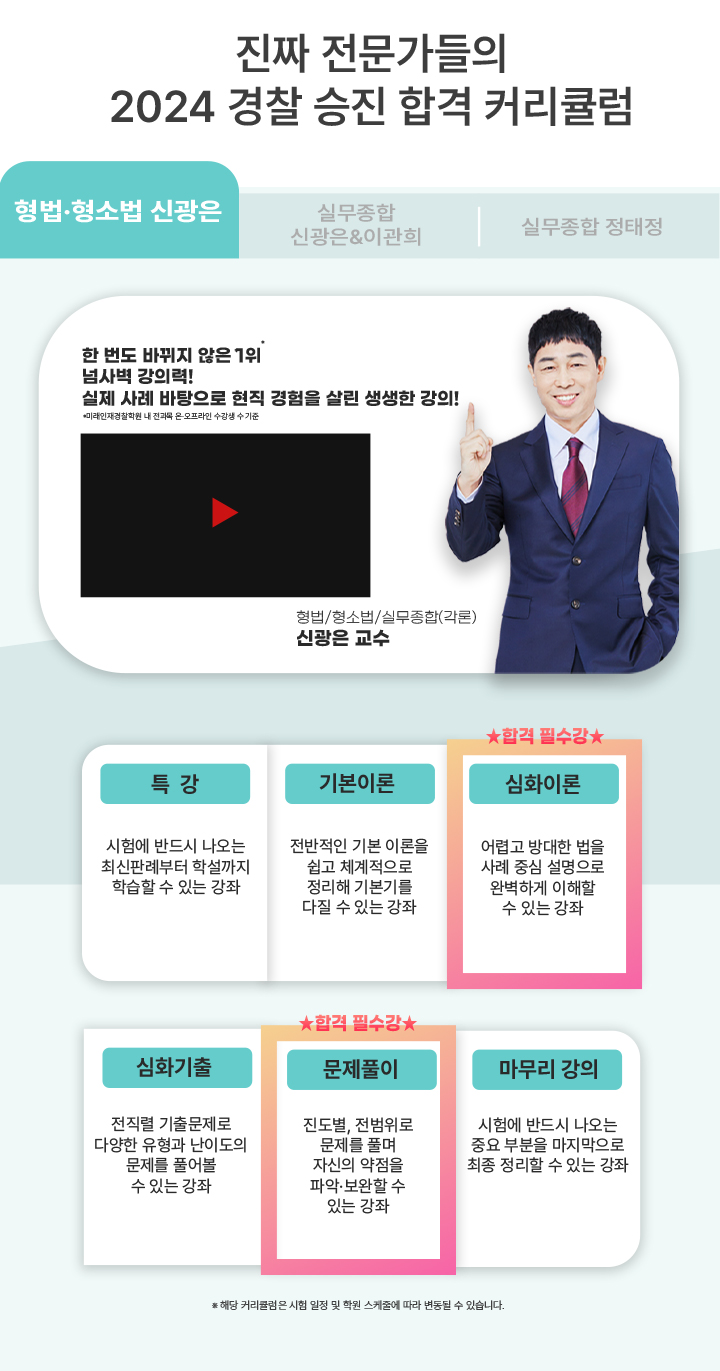 진짜 전문가들의
2024 경찰 승진 합격 커리큘럼
형법·형소법 신광은
실무종합
신광은&이관희
실무종합 정태정
한 번도 바뀌지 않은 1위*
넘사벽 강의력!
실제 사례 바탕으로 현직 경험을 살린 생생한 강의!
*미래인재경찰학원 내 전과목 온·오프라인 수강생 수 기준
형법/형소법/실무종합(각론)
신광은 교수
특 강
시험에 반드시 나오는
최신판례부터 학설까지
학습할 수 있는 강좌
기본이론
전반적인 기본 이론을
쉽고 체계적으로
정리해 기본기를
다질 수 있는 강좌
★합격 필수강★
심화이론
어렵고 방대한 법을
사례 중심 설명으로
완벽하게 이해할
수 있는 강좌
심화기출
전직렬 기출문제로
다양한 유형과 난이도의
문제를 풀어볼
수 있는 강좌
★합격 필수강★
문제풀이
진도별, 전범위로
문제를 풀며
자신의 약점을
파악·보완할 수
있는 강좌
마무리 강의
시험에 반드시 나오는
중요 부분을 마지막으로
최종 정리할 수 있는 강좌
※ 해당 커리큘럼은 시험 일정 및 학원 스케줄에 따라 변동될 수 있습니다.